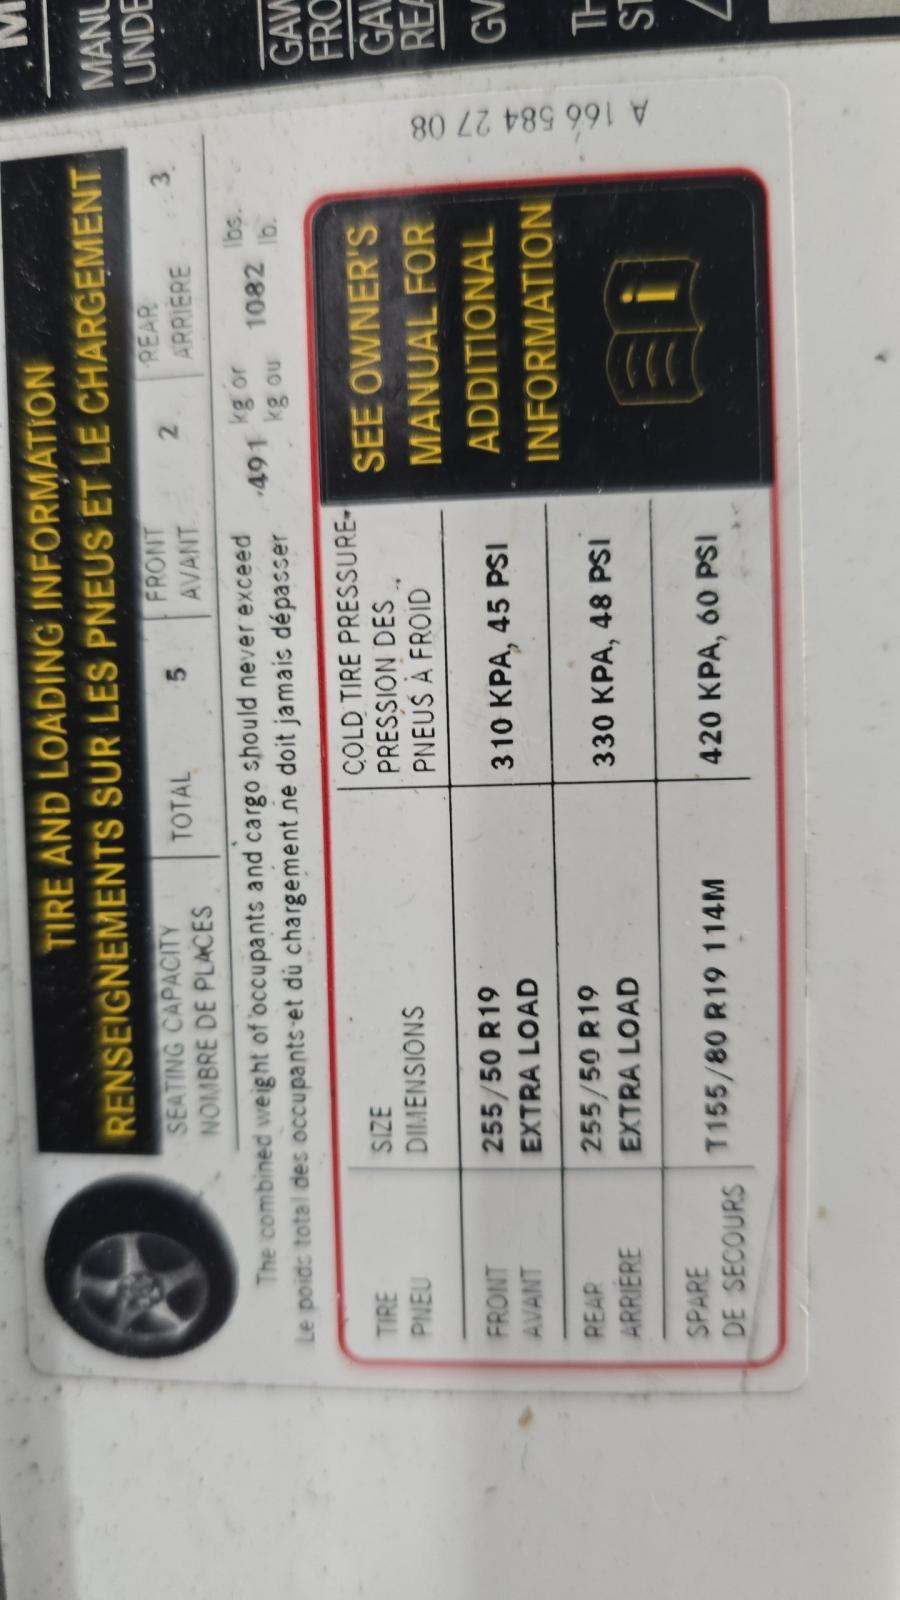 TIRE AND LOADING INFORMATION
RENSEIGNEMENTS SUR LES PNEUS ET LE CHARGEMENT
SEATING CAPACITY
NOMBRE DE PLACES
TOTAL 5
FRONT
AVANT
2
REAR
ARRIÈRE
3
The combined weight of occupants and cargo should never exceed 491 kg or 1082 lbs.
Le poids total des occupants et du chargement ne doit jamais dépasser kg ou lb.
TIRE
PNEU
SIZE
DIMENSIONS
COLD TIRE PRESSURE
PRESSION DES
PNEUS À FROID
FRONT
AVANT
255/50 R19
EXTRA LOAD
310 KPA, 45 PSI
REAR
ARRIÈRE
255/50 R19
EXTRA LOAD
330 KPA, 48 PSI
SPARE
DE SECOURS
T155/80 R19 114M
420 KPA, 60 PSI
SEE OWNER'S
MANUAL FOR
ADDITIONAL
INFORMATION
i
A 166 584 27 08